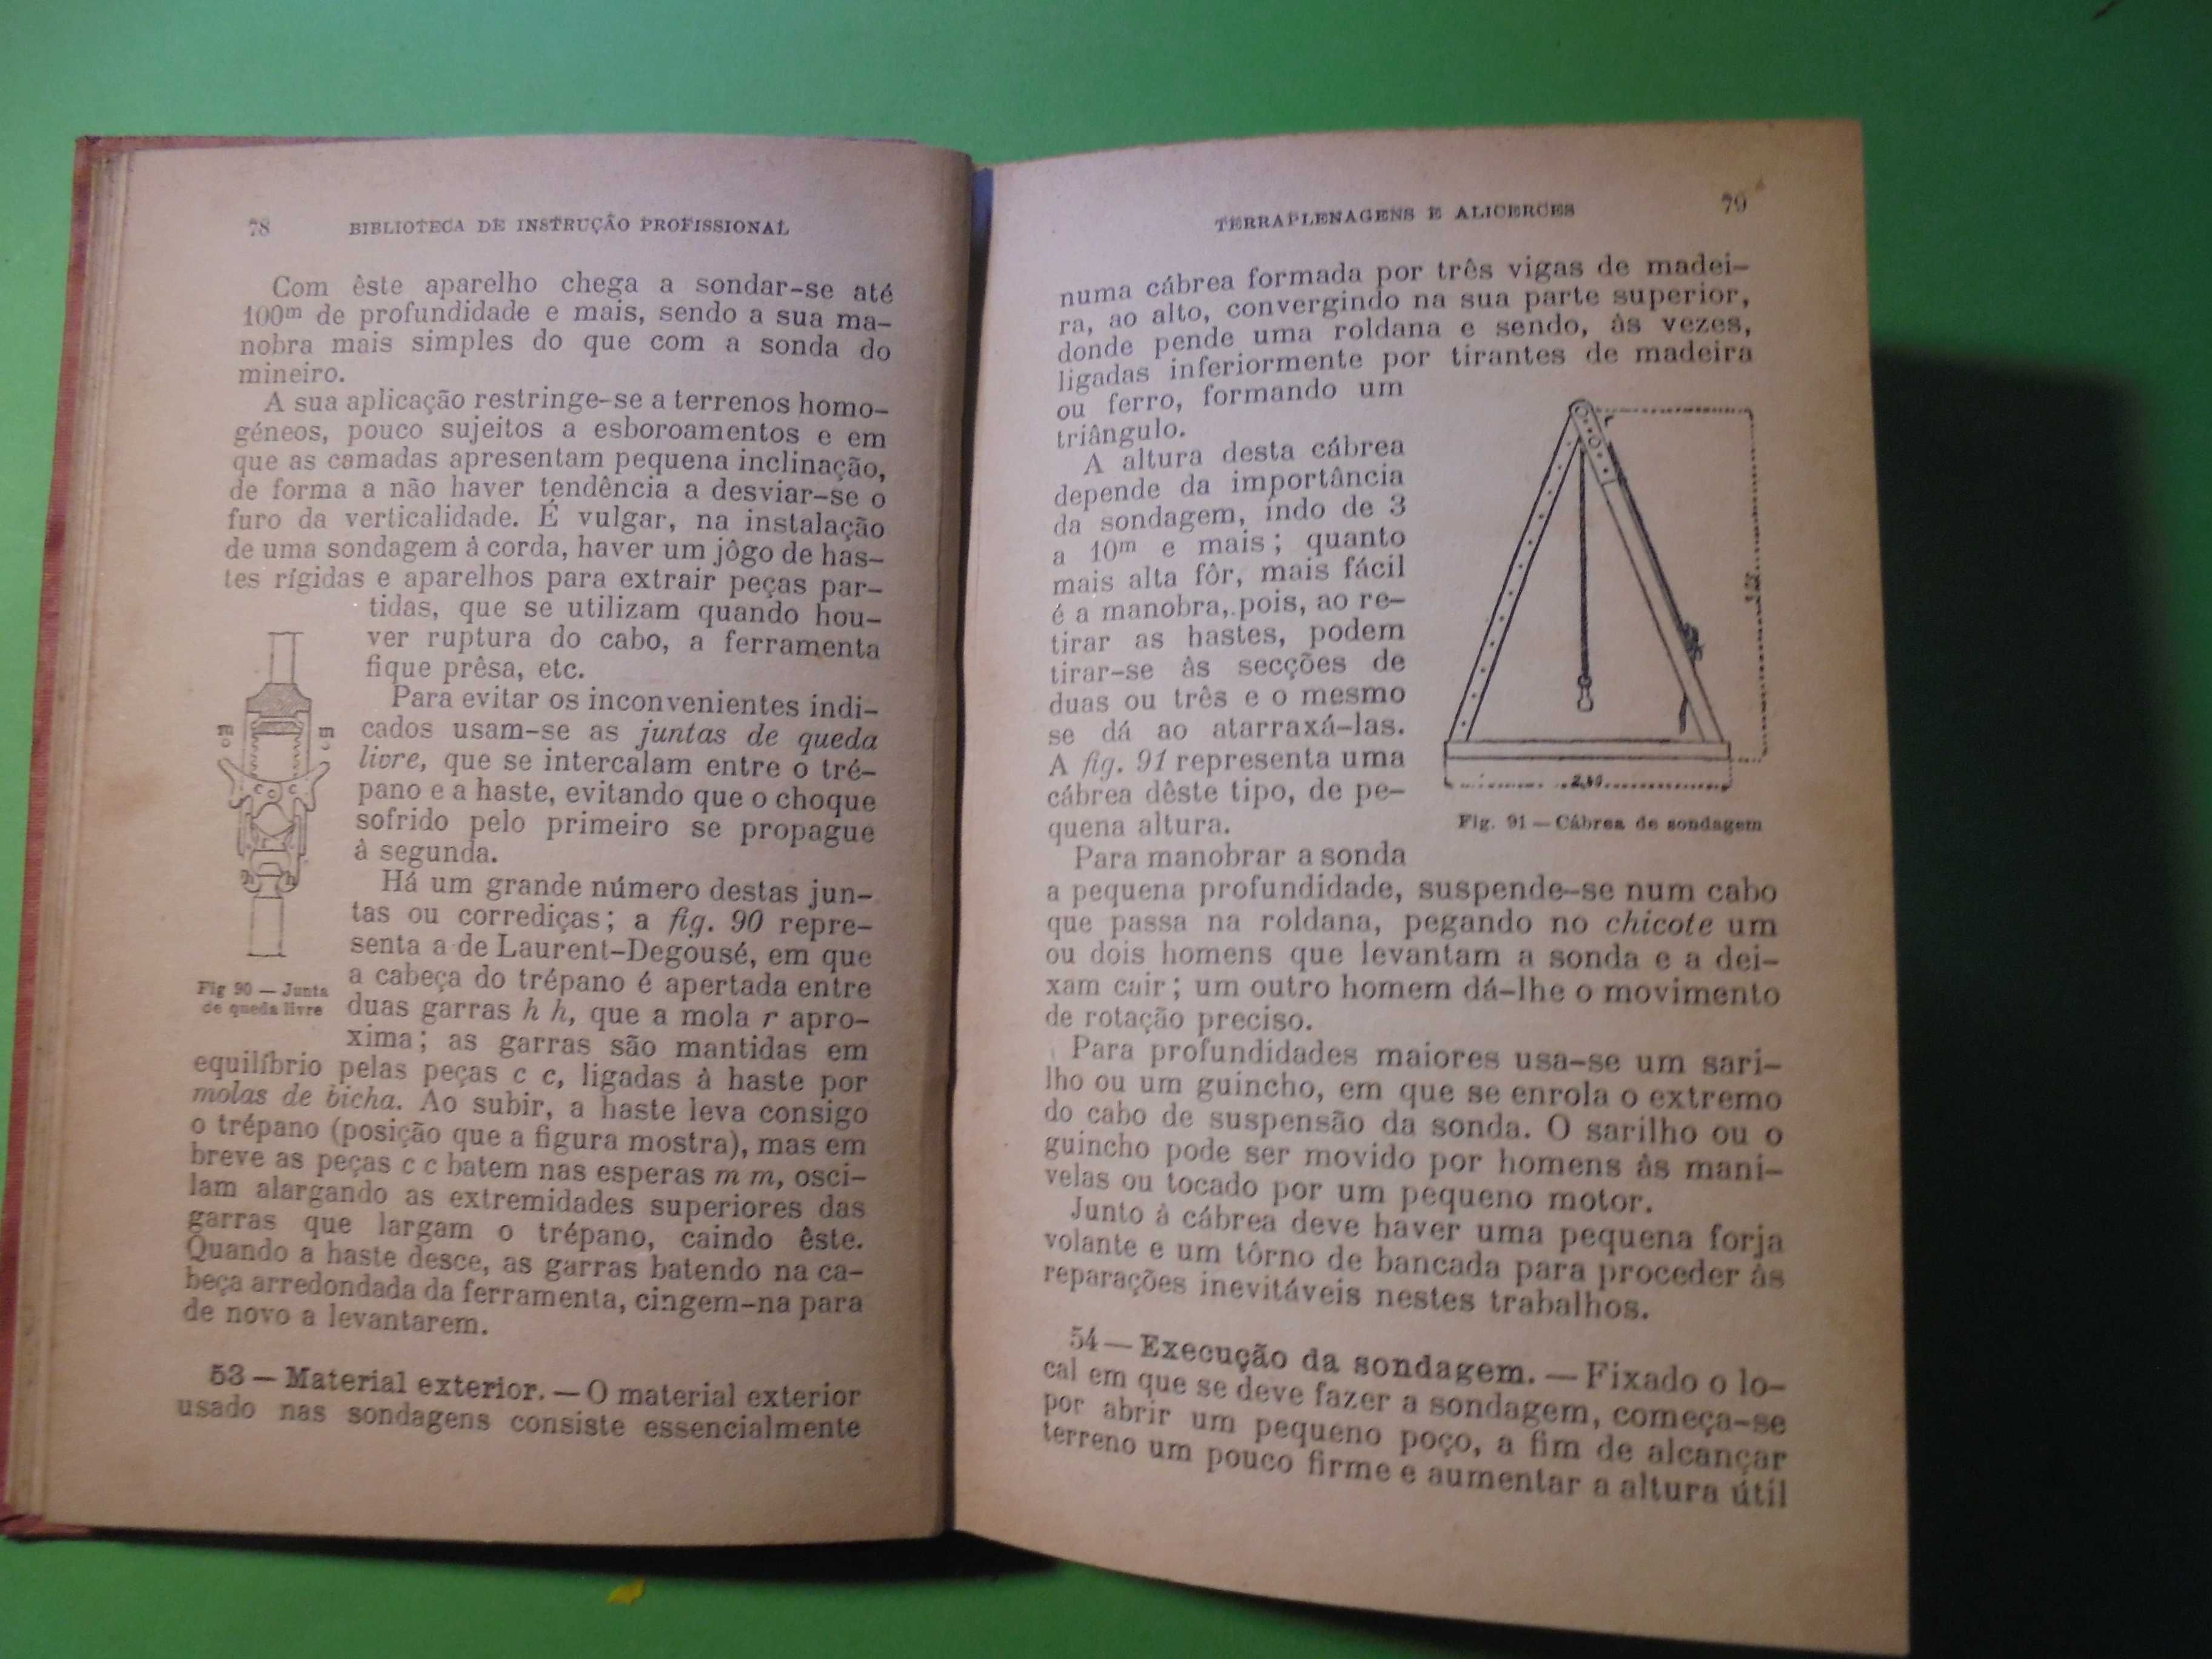 78 BIBLIOTECA DE INSTRUÇÃO PROFISSIONAL
Com êste aparelho chega a sondar-se até
100m de profundidade e mais, sendo a sua ma-
nobra mais simples do que com a sonda do
mineiro.
A sua aplicação restringe-se a terrenos homo-
géneos, pouco sujeitos a esboroamentos e em
que as camadas apresentam pequena inclinação,
de forma a não haver tendência a desviar-se o
furo da verticalidade. É vulgar, na instalação
de uma sondagem à corda, haver um jôgo de has-
tes rígidas e aparelhos para extrair peças par-
tidas, que se utilizam quando hou-
ver ruptura do cabo, a ferramenta
fique prêsa, etc.
Para evitar os inconvenientes indi-
cados usam-se as juntas de queda
livre, que se intercalam entre o tré-
pano e a haste, evitando que o choque
sofrido pelo primeiro se propague
à segunda.
Há um grande número destas jun-
tas ou corrediças; a fig. 90 repre-
senta a de Laurent-Degousé, em que
a cabeça do trépano é apertada entre
duas garras h h, que a mola r apro-
xima; as garras são mantidas em
equilíbrio pelas peças c c, ligadas à haste por
molas de bicha. Ao subir, a haste leva consigo
o trépano (posição que a figura mostra), mas em
breve as peças c c batem nas esperas m m, osci-
lam alargando as extremidades superiores das
garras que largam o trépano, caindo êste.
Quando a haste desce, as garras batendo na ca-
beça arredondada da ferramenta, cingem-na para
de novo a levantarem.
m m
c c
h h
Fig 90 — Junta
de queda livre
53 — Material exterior. — O material exterior
usado nas sondagens consiste essencialmente
TERRAPLENAGENS E ALICERCES 79
numa cábrea formada por três vigas de madei-
ra, ao alto, convergindo na sua parte superior,
donde pende uma roldana e sendo, às vezes,
ligadas inferiormente por tirantes de madeira
ou ferro, formando um
triângulo.
A altura desta cábrea
depende da importância
da sondagem, indo de 3
a 10m e mais; quanto
mais alta fôr, mais fácil
é a manobra, pois, ao re-
tirar as hastes, podem
tirar-se às secções de
duas ou três e o mesmo
se dá ao atarraxá-las.
A fig. 91 representa uma
cábrea dêste tipo, de pe-
quena altura.
2,40
Fig. 91 — Cábrea de sondagem
Para manobrar a sonda
a pequena profundidade, suspende-se num cabo
que passa na roldana, pegando no chicote um
ou dois homens que levantam a sonda e a dei-
xam cair; um outro homem dá-lhe o movimento
de rotação preciso.
Para profundidades maiores usa-se um sari-
lho ou um guincho, em que se enrola o extremo
do cabo de suspensão da sonda. O sarilho ou o
guincho pode ser movido por homens às mani-
velas ou tocado por um pequeno motor.
Junto à cábrea deve haver uma pequena forja
volante e um tôrno de bancada para proceder às
reparações inevitáveis nestes trabalhos.
54 — Execução da sondagem. — Fixado o lo-
cal em que se deve fazer a sondagem, começa-se
por abrir um pequeno poço, a fim de alcançar
terreno um pouco firme e aumentar a altura útil